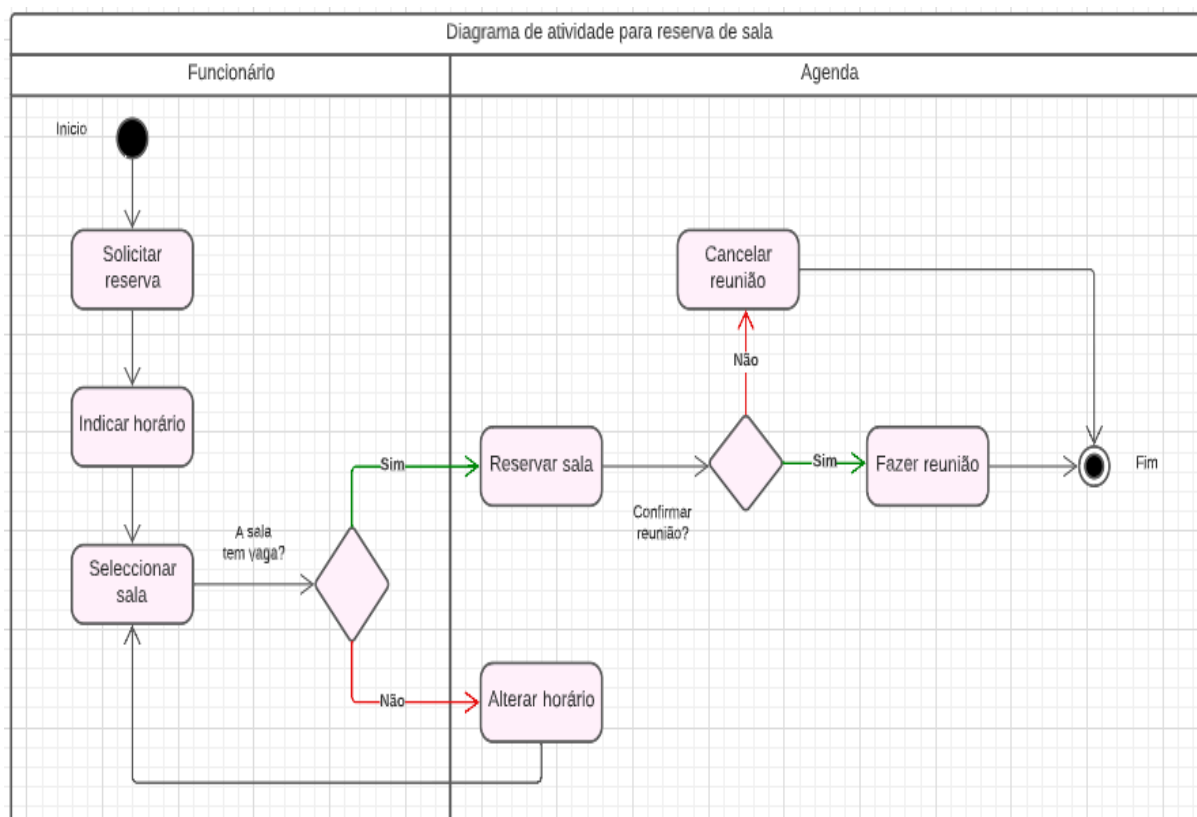 Diagrama de atividade para reserva de sala
Funcionário
Agenda
Inicio
Solicitar
reserva
Indicar horário
Seleccionar
sala
A sala
tem vaga?
Sim
Não
Reservar sala
Alterar horário
Confirmar
reunião?
Não
Cancelar
reunião
Sim
Fazer reunião
Fim